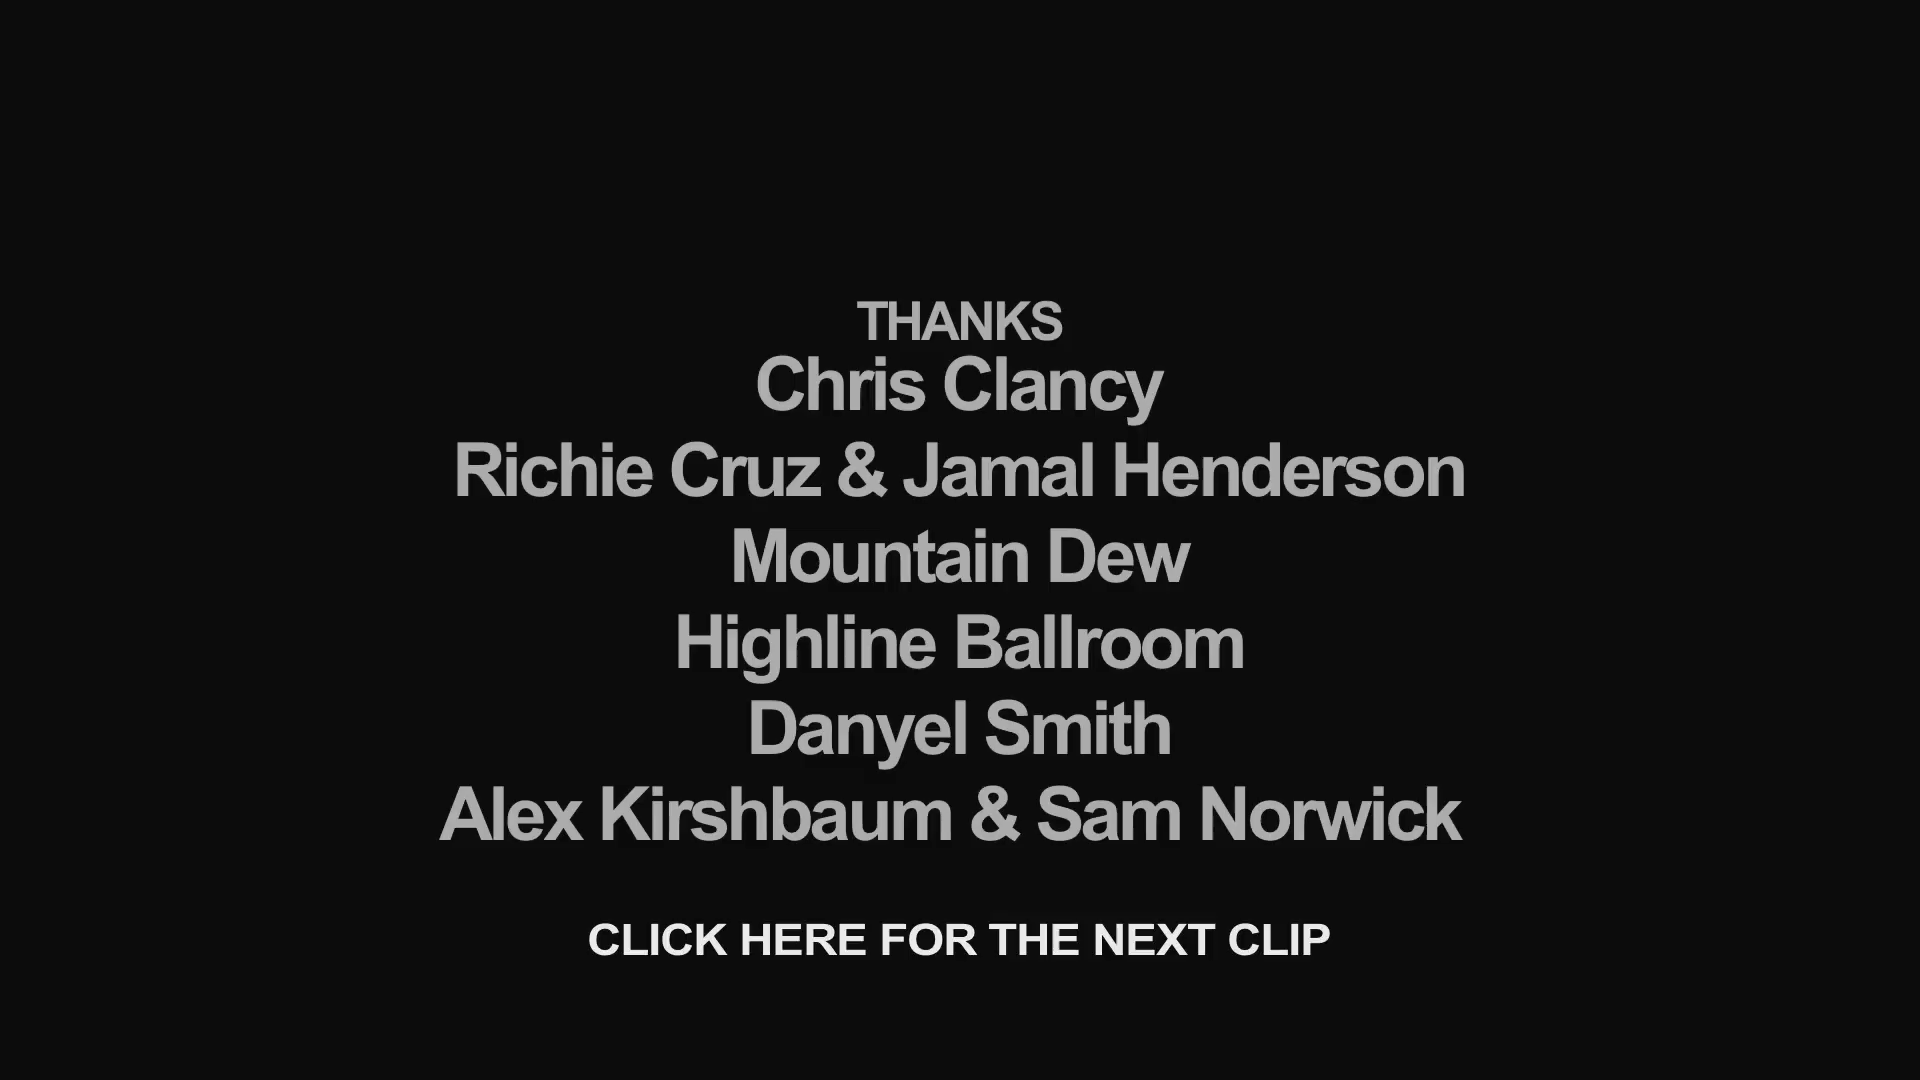 THANKS
Chris Clancy
Richie Cruz & Jamal Henderson
Mountain Dew
Highline Ballroom
Danyel Smith
Alex Kirshbaum & Sam Norwick
CLICK HERE FOR THE NEXT CLIP